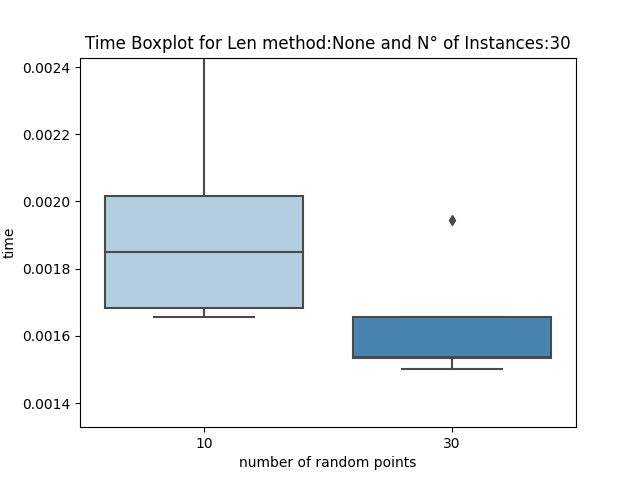 Time Boxplot for Len method:None and N° of Instances:30
0.0024
0.0022
0.0020
0.0018
0.0016
0.0014
time
10 30
number of random points